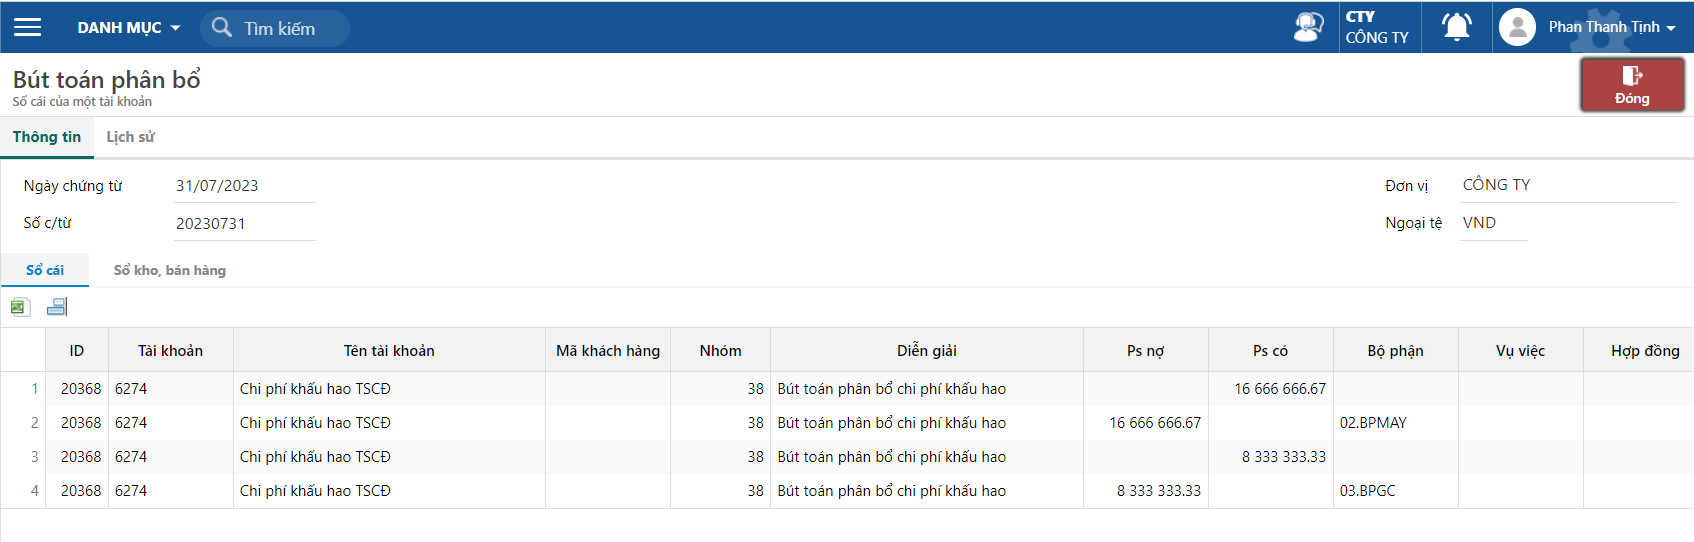 DANH MỤC Tìm kiếm CTY CÔNG TY Phan Thanh Tịnh
Bút toán phân bổ
Số cái của một tài khoản
Đóng
Thông tin Lịch sử
Ngày chứng từ 31/07/2023 Đơn vị CÔNG TY
Số c/từ 20230731 Ngoại tệ VND
Sổ cái Sổ kho, bán hàng
ID Tài khoản Tên tài khoản Mã khách hàng Nhóm Diễn giải Ps nợ Ps có Bộ phận Vụ việc Hợp đồng
1 20368 6274 Chi phí khấu hao TSCĐ 38 Bút toán phân bổ chi phí khấu hao 16 666 666.67
2 20368 6274 Chi phí khấu hao TSCĐ 38 Bút toán phân bổ chi phí khấu hao 16 666 666.67 02.BPMAY
3 20368 6274 Chi phí khấu hao TSCĐ 38 Bút toán phân bổ chi phí khấu hao 8 333 333.33
4 20368 6274 Chi phí khấu hao TSCĐ 38 Bút toán phân bổ chi phí khấu hao 8 333 333.33 03.BPGC